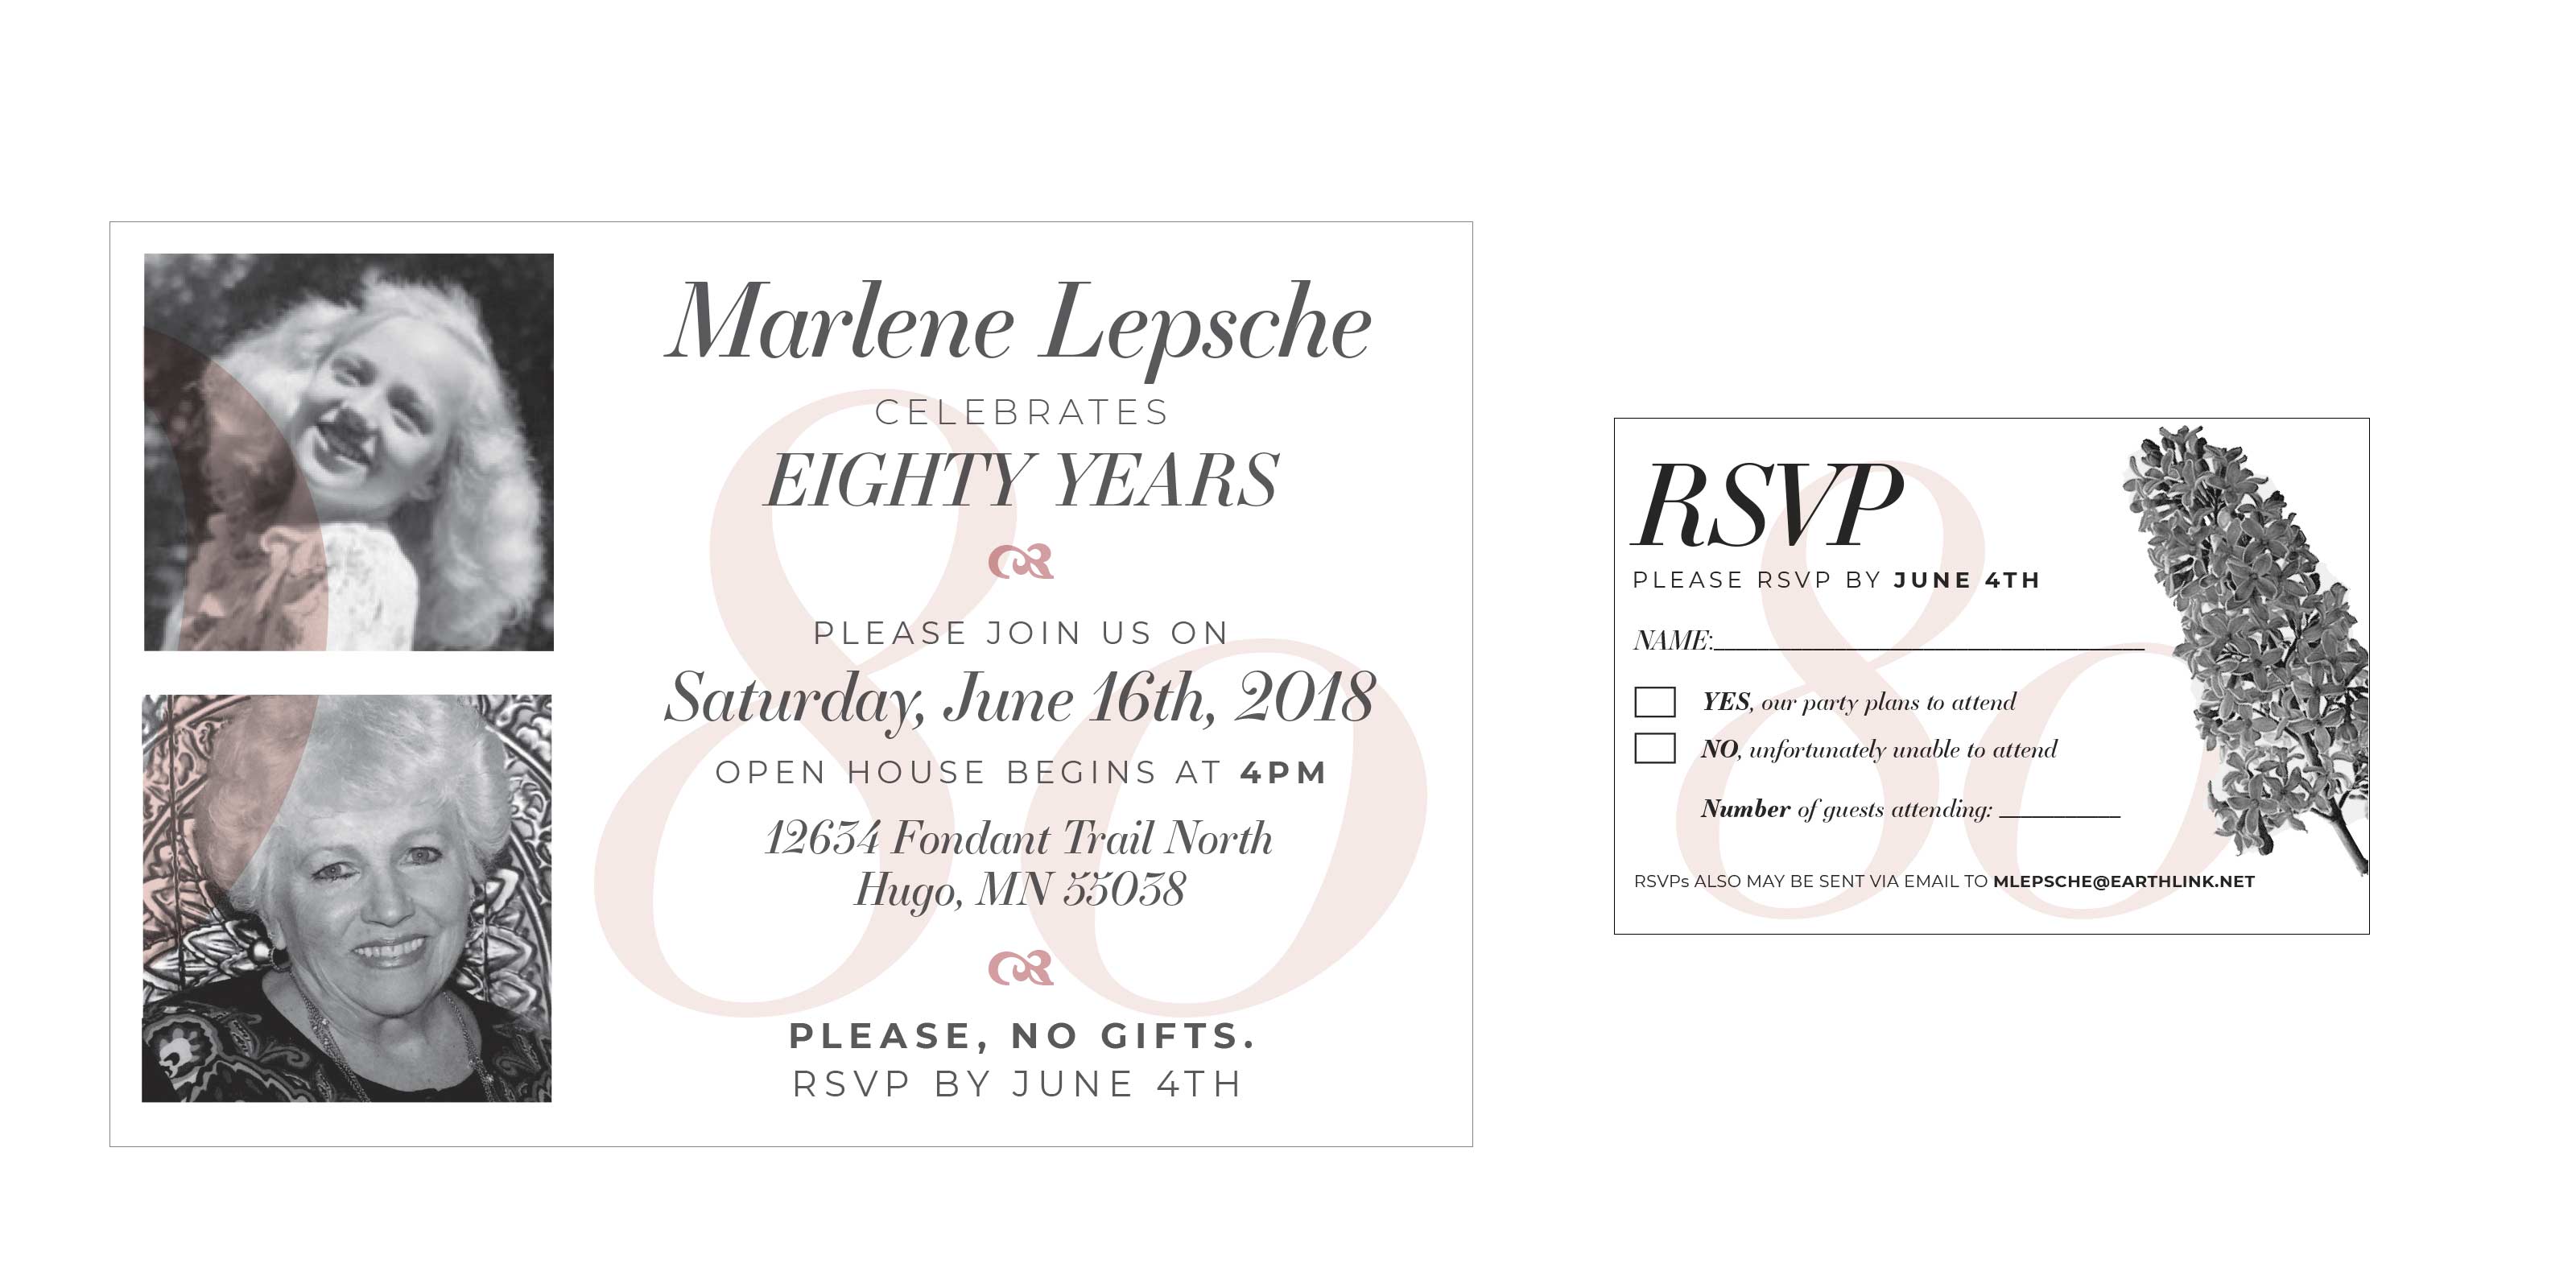 Marlene Lepsche
CELEBRATES
EIGHTY YEARS
PLEASE JOIN US ON
Saturday, June 16th, 2018
OPEN HOUSE BEGINS AT 4PM
12634 Fondant Trail North
Hugo, MN 55038
PLEASE, NO GIFTS.
RSVP BY JUNE 4TH
80
RSVP
PLEASE RSVP BY JUNE 4TH
NAME:
YES, our party plans to attend
NO, unfortunately unable to attend
Number of guests attending:
RSVPs ALSO MAY BE SENT VIA EMAIL TO MLEPSCHE@EARTHLINK.NET
80